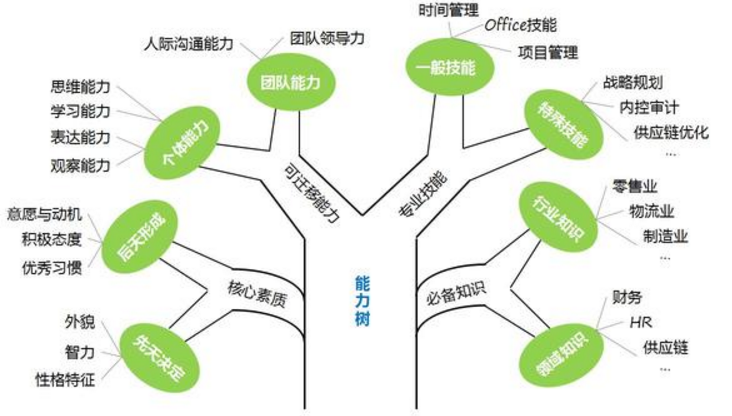 时间管理
Office技能
项目管理
一般技能
人际沟通能力
团队领导力
团队能力
思维能力
学习能力
表达能力
观察能力
个体能力
可迁移能力
专业技能
战略规划
内控审计
供应链优化
...
特殊技能
意愿与动机
积极态度
优秀习惯
后天形成
核心素质
外貌
智力
性格特征
先天决定
能力树
必备知识
零售业
物流业
制造业
...
行业知识
财务
HR
供应链
...
领域知识